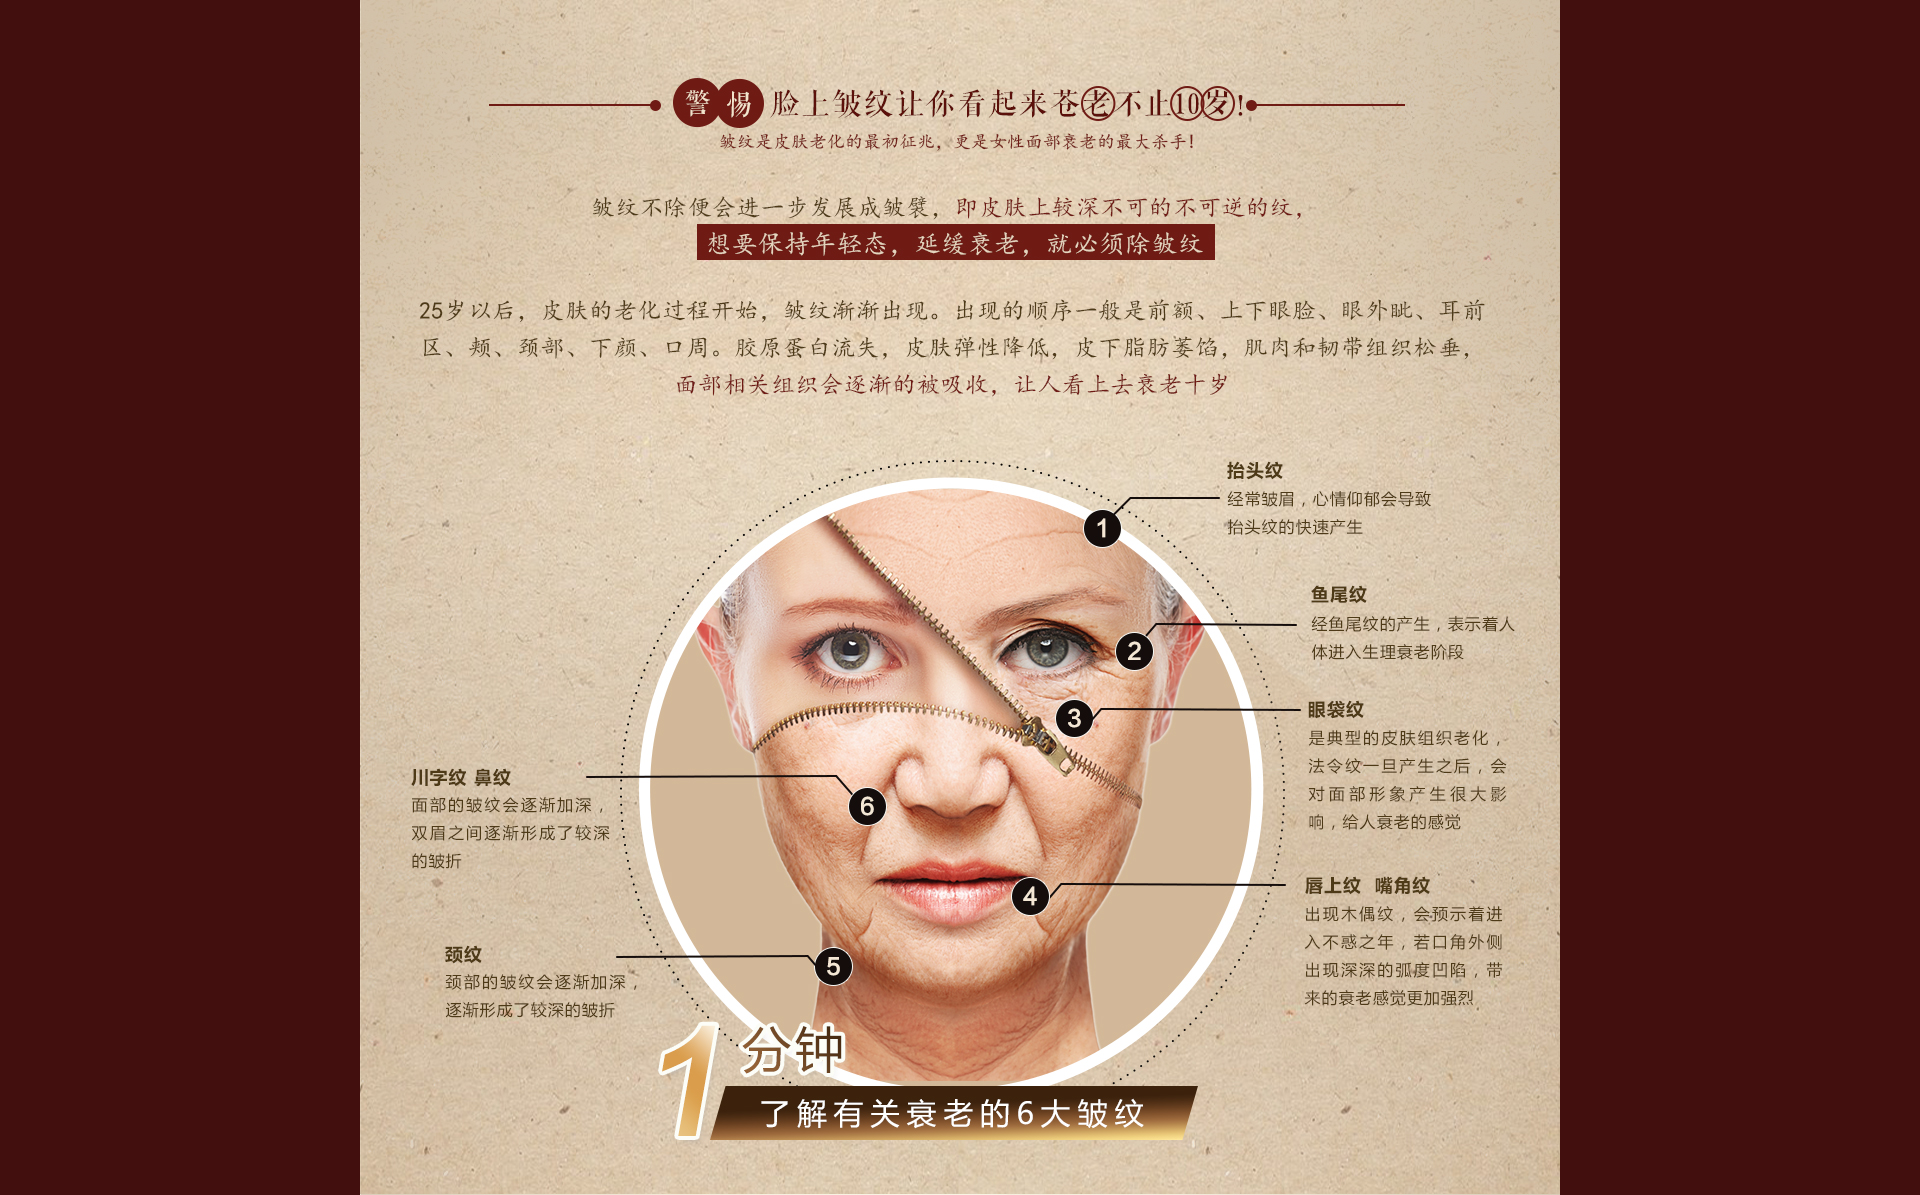 警惕 脸上皱纹让你看起来苍老不止10岁!
皱纹是皮肤老化的最初征兆，更是女性面部衰老的最大杀手!
皱纹不除便会进一步发展成皱襞，即皮肤上较深不可的不可逆的纹，
想要保持年轻态，延缓衰老，就必须除皱纹
25岁以后，皮肤的老化过程开始，皱纹渐渐出现。出现的顺序一般是前额、上下眼脸、眼外眦、耳前
区、颊、颈部、下颜、口周。胶原蛋白流失，皮肤弹性降低，皮下脂肪萎馅，肌肉和韧带组织松垂，
面部相关组织会逐渐的被吸收，让人看上去衰老十岁
抬头纹
经常皱眉，心情仰郁会导致
抬头纹的快速产生
1
鱼尾纹
经鱼尾纹的产生，表示着人
体进入生理衰老阶段
2
眼袋纹
是典型的皮肤组织老化，
法令纹一旦产生之后，会
对面部形象产生很大影
响，给人衰老的感觉
3
唇上纹 嘴角纹
出现木偶纹，会预示着进
入不惑之年，若口角外侧
出现深深的弧度凹陷，带
来的衰老感觉更加强烈
4
川字纹 鼻纹
面部的皱纹会逐渐加深，
双眉之间逐渐形成了较深
的皱折
6
颈纹
颈部的皱纹会逐渐加深，
逐渐形成了较深的皱折
5
1分钟
了解有关衰老的6大皱纹